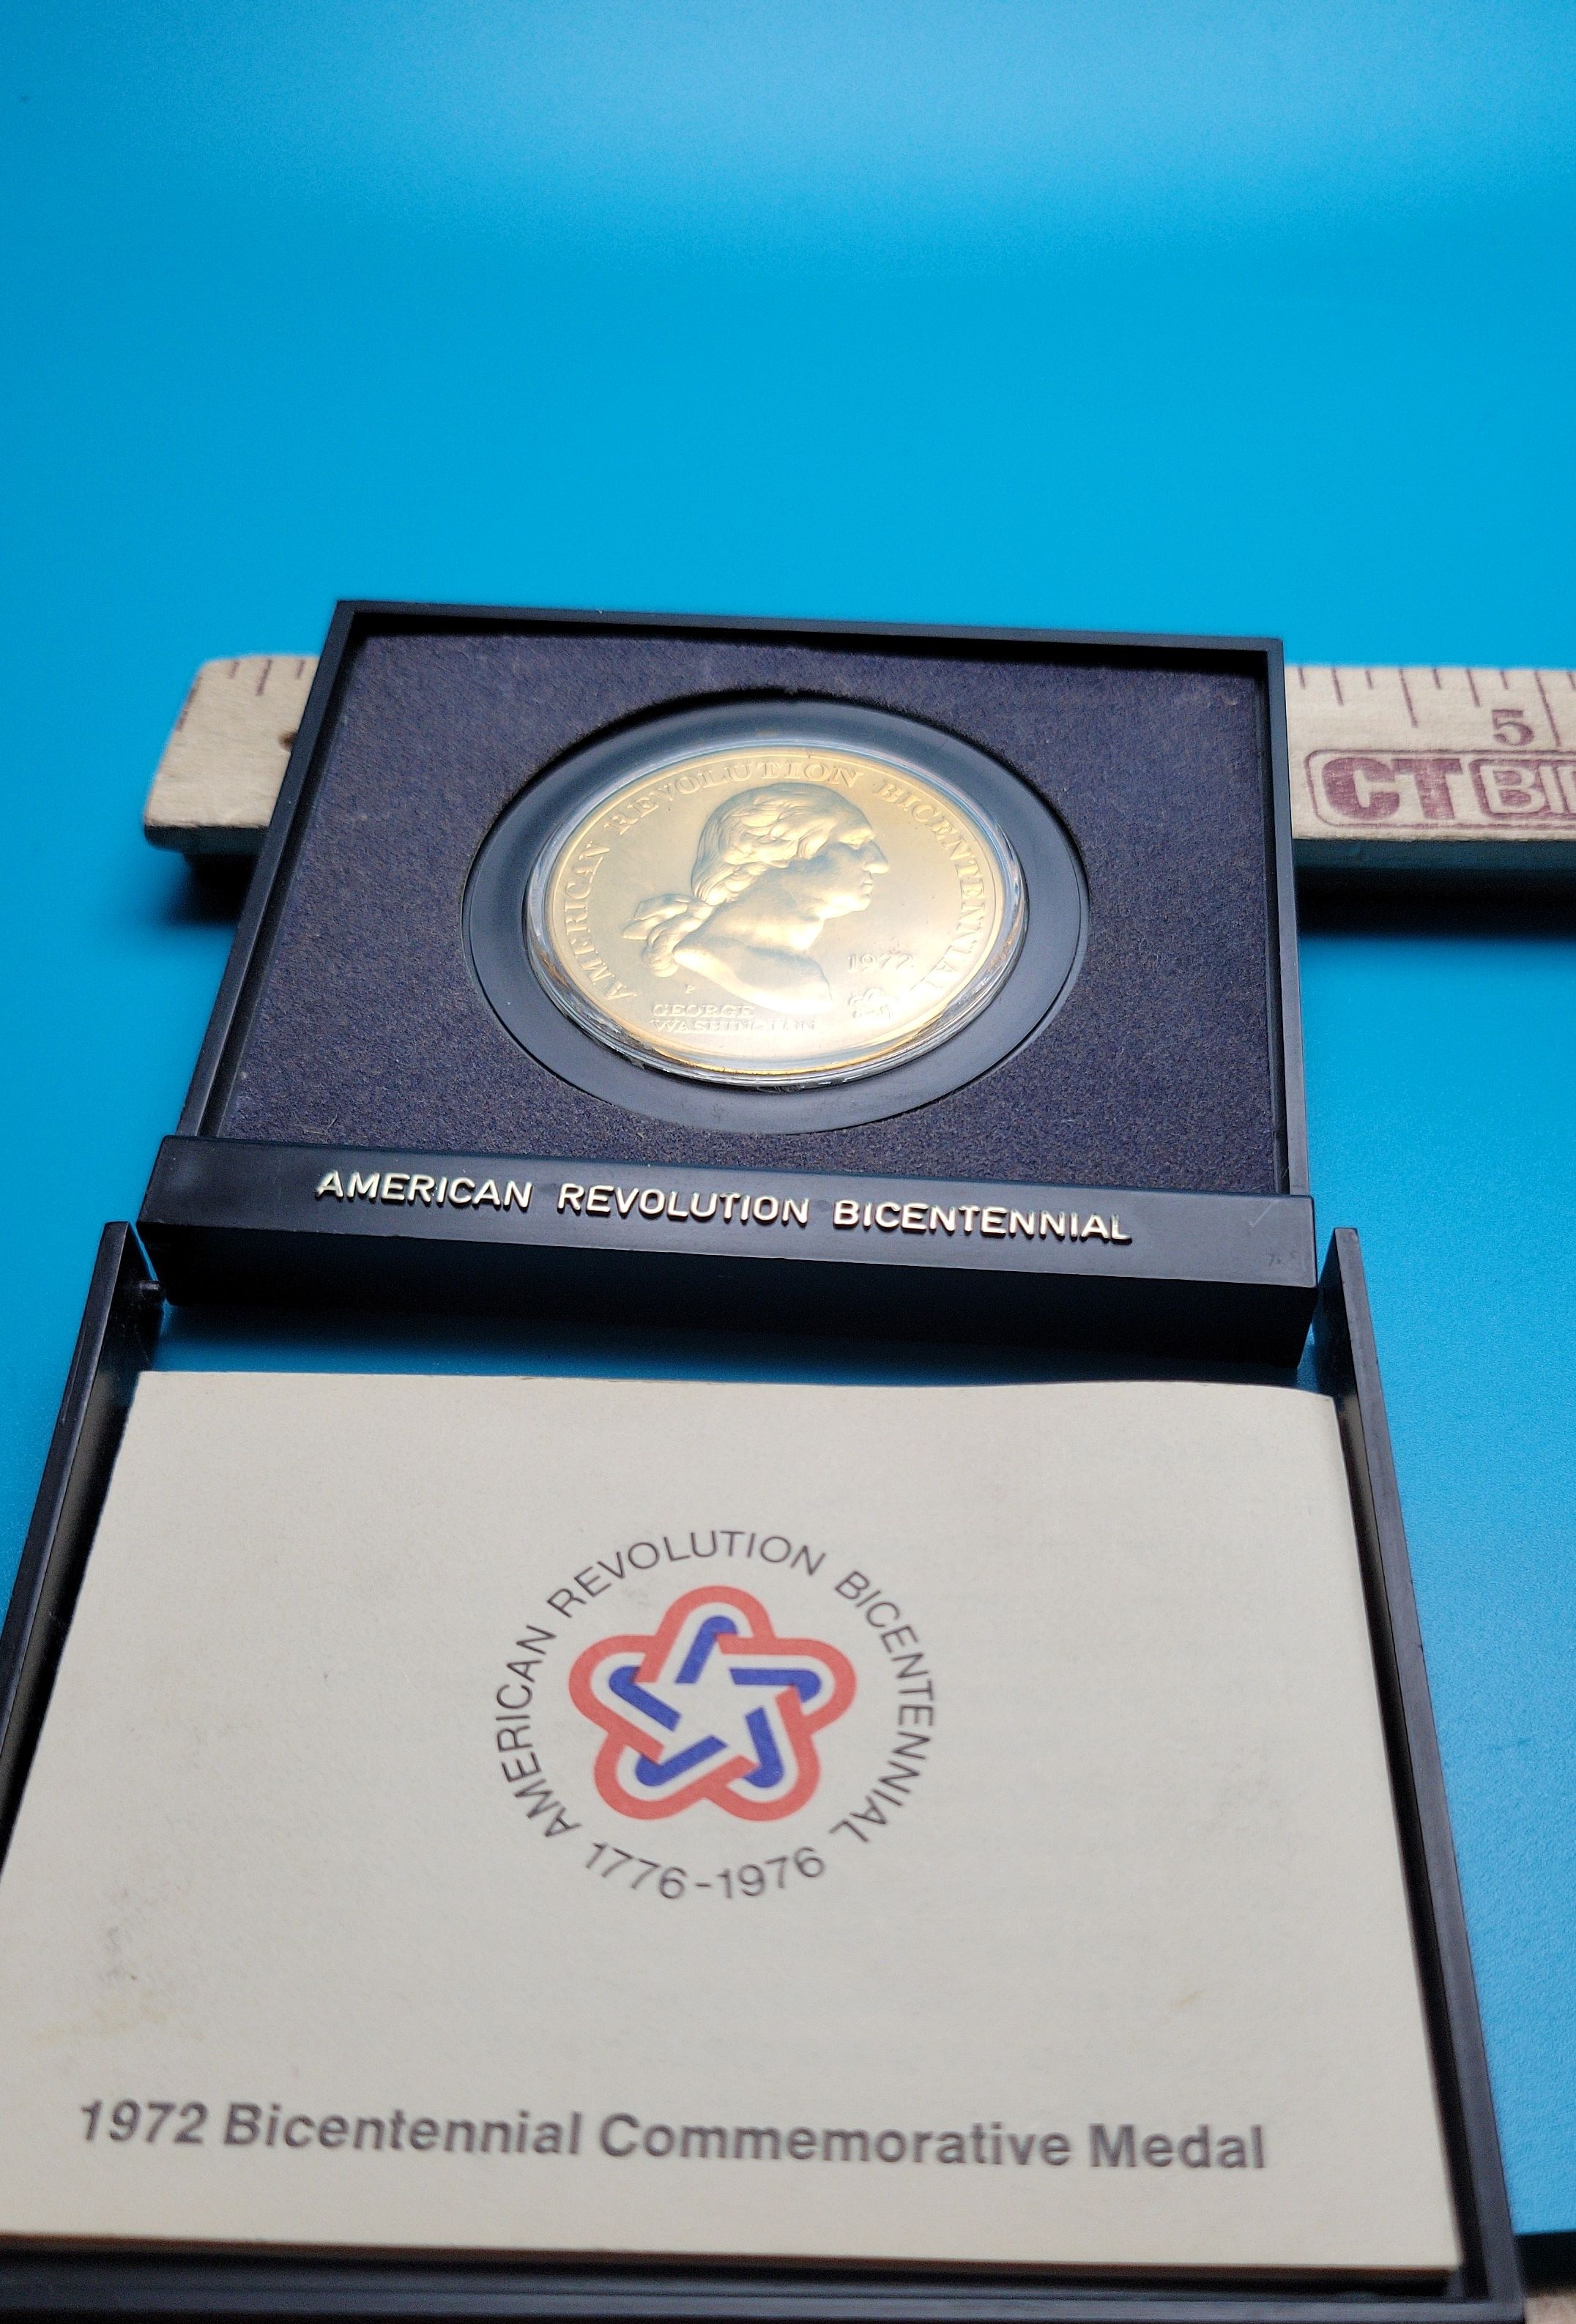 5
CT BI
AMERICAN REVOLUTION BICENTENNIAL
1972
P
GEORGE
WASHINGTON
AMERICAN REVOLUTION BICENTENNIAL
AMERICAN REVOLUTION BICENTENNIAL
1776-1976
1972 Bicentennial Commemorative Medal